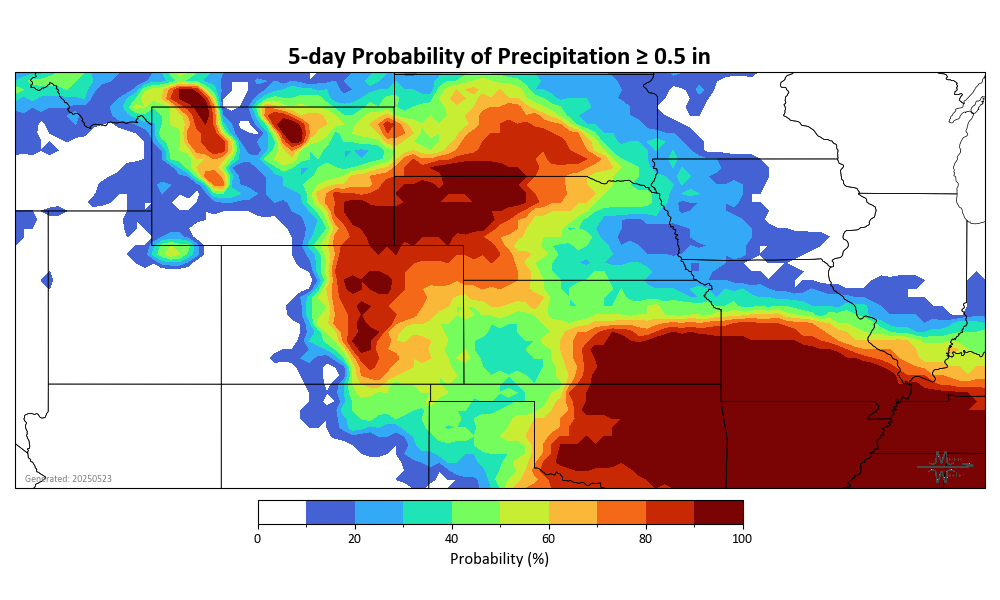 5-day Probability of Precipitation ≥ 0.5 in
Generated: 20250523
0 20 40 60 80 100
Probability (%)